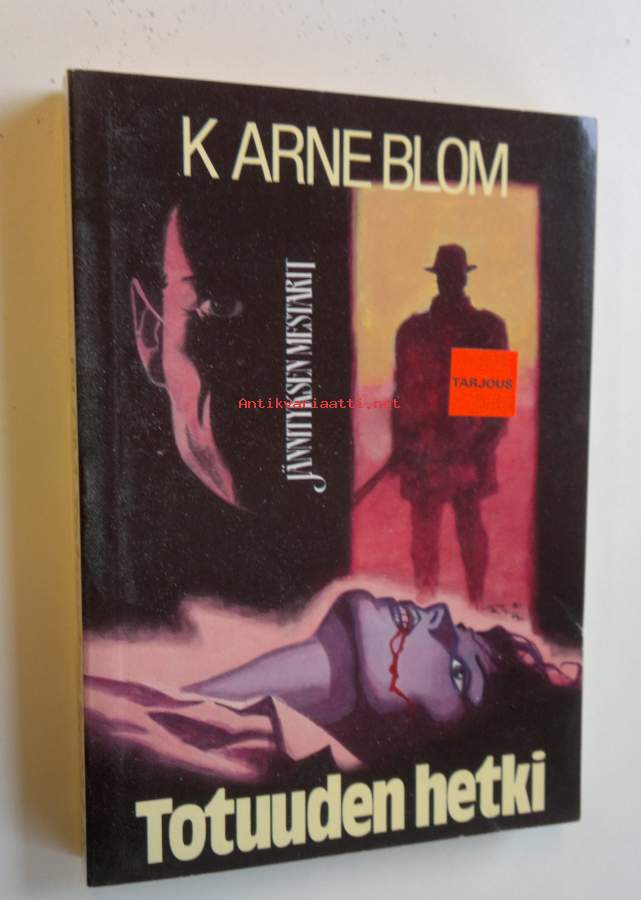 K ARNE BLOM
JÄNNITYKSEN MESTARIT
TARJOUS
Antikvariaatti.net
Totuuden hetki